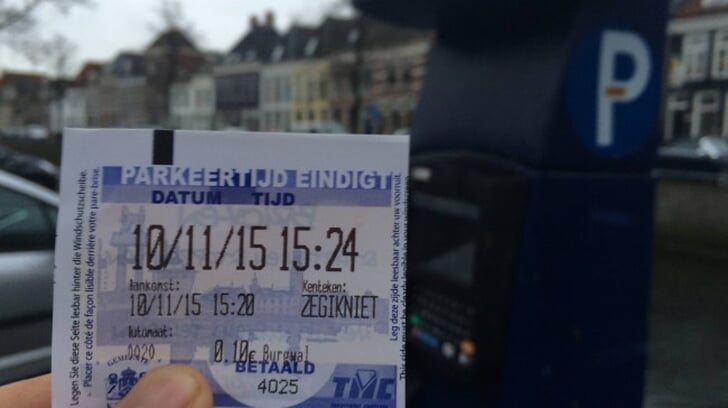 P
PARKEERTIJD EINDIGT
DATUM TIJD
10/11/15 15:24
Aankomst: Kenteken:
10/11/15 15:20 ZEGIKNIET
Automaat:
0020 0.10€ Burgwal
GEMEENTE BETAALD
4025
TMC
Legen Sie diese Seite lesbar hinter die Windschutzscheibe.
Placer ce côté de façon lisible derrière votre pare-brise.
Leg deze zijde leesbaar achter uw voorruit.